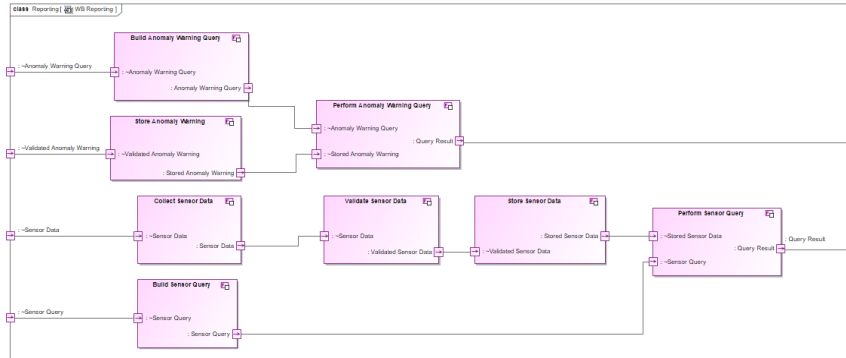 class Reporting [ WB Reporting ]
Build Anomaly Warning Query
: ~Anomaly Warning Query
: ~Anomaly Warning Query
: Anomaly Warning Query
Perform Anomaly Warning Query
: ~Anomaly Warning Query
: Query Result
: ~Stored Anomaly Warning
Store Anomaly Warning
: ~Validated Anomaly Warning
: ~Validated Anomaly Warning
: Stored Anomaly Warning
Collect Sensor Data
: ~Sensor Data
: ~Sensor Data
: Sensor Data
Validate Sensor Data
: ~Sensor Data
: Validated Sensor Data
Store Sensor Data
: Stored Sensor Data
: ~Validated Sensor Data
Perform Sensor Query
: ~Stored Sensor Data
: Query Result
: ~Sensor Query
: Query Result
Build Sensor Query
: ~Sensor Query
: ~Sensor Query
: Sensor Query